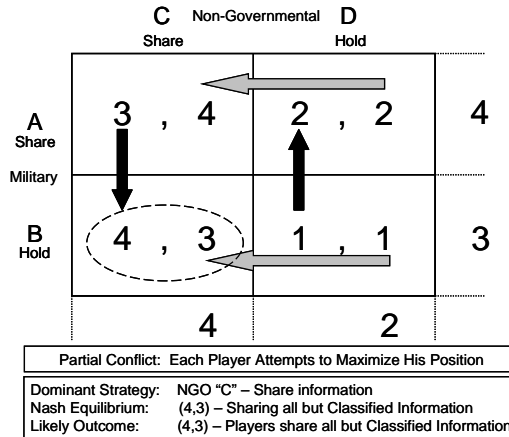 C Non-Governmental D
Share Hold
A 3 , 4 2 , 2 4
Share
Military
B 4 , 3 1 , 1 3
Hold
4 2
Partial Conflict: Each Player Attempts to Maximize His Position
Dominant Strategy: NGO “C” – Share information
Nash Equilibrium: (4,3) – Sharing all but Classified Information
Likely Outcome: (4,3) – Players share all but Classified Information